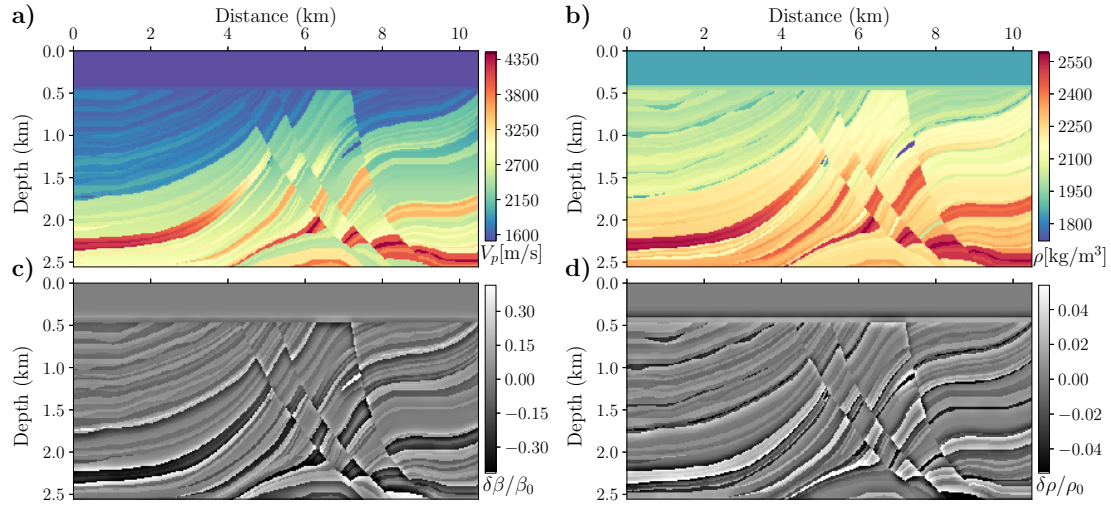 a)
Distance (km)
0 2 4 6 8 10
Depth (km)
0.0
0.5
1.0
1.5
2.0
2.5
4350
3800
3250
2700
2150
1600
V_p[m/s]
b)
Distance (km)
0 2 4 6 8 10
Depth (km)
0.0
0.5
1.0
1.5
2.0
2.5
2550
2400
2250
2100
1950
1800
ρ[kg/m³]
c)
Depth (km)
0.0
0.5
1.0
1.5
2.0
2.5
0.30
0.15
0.00
−0.15
−0.30
δβ/β₀
d)
Depth (km)
0.0
0.5
1.0
1.5
2.0
2.5
0.04
0.02
0.00
−0.02
−0.04
δρ/ρ₀